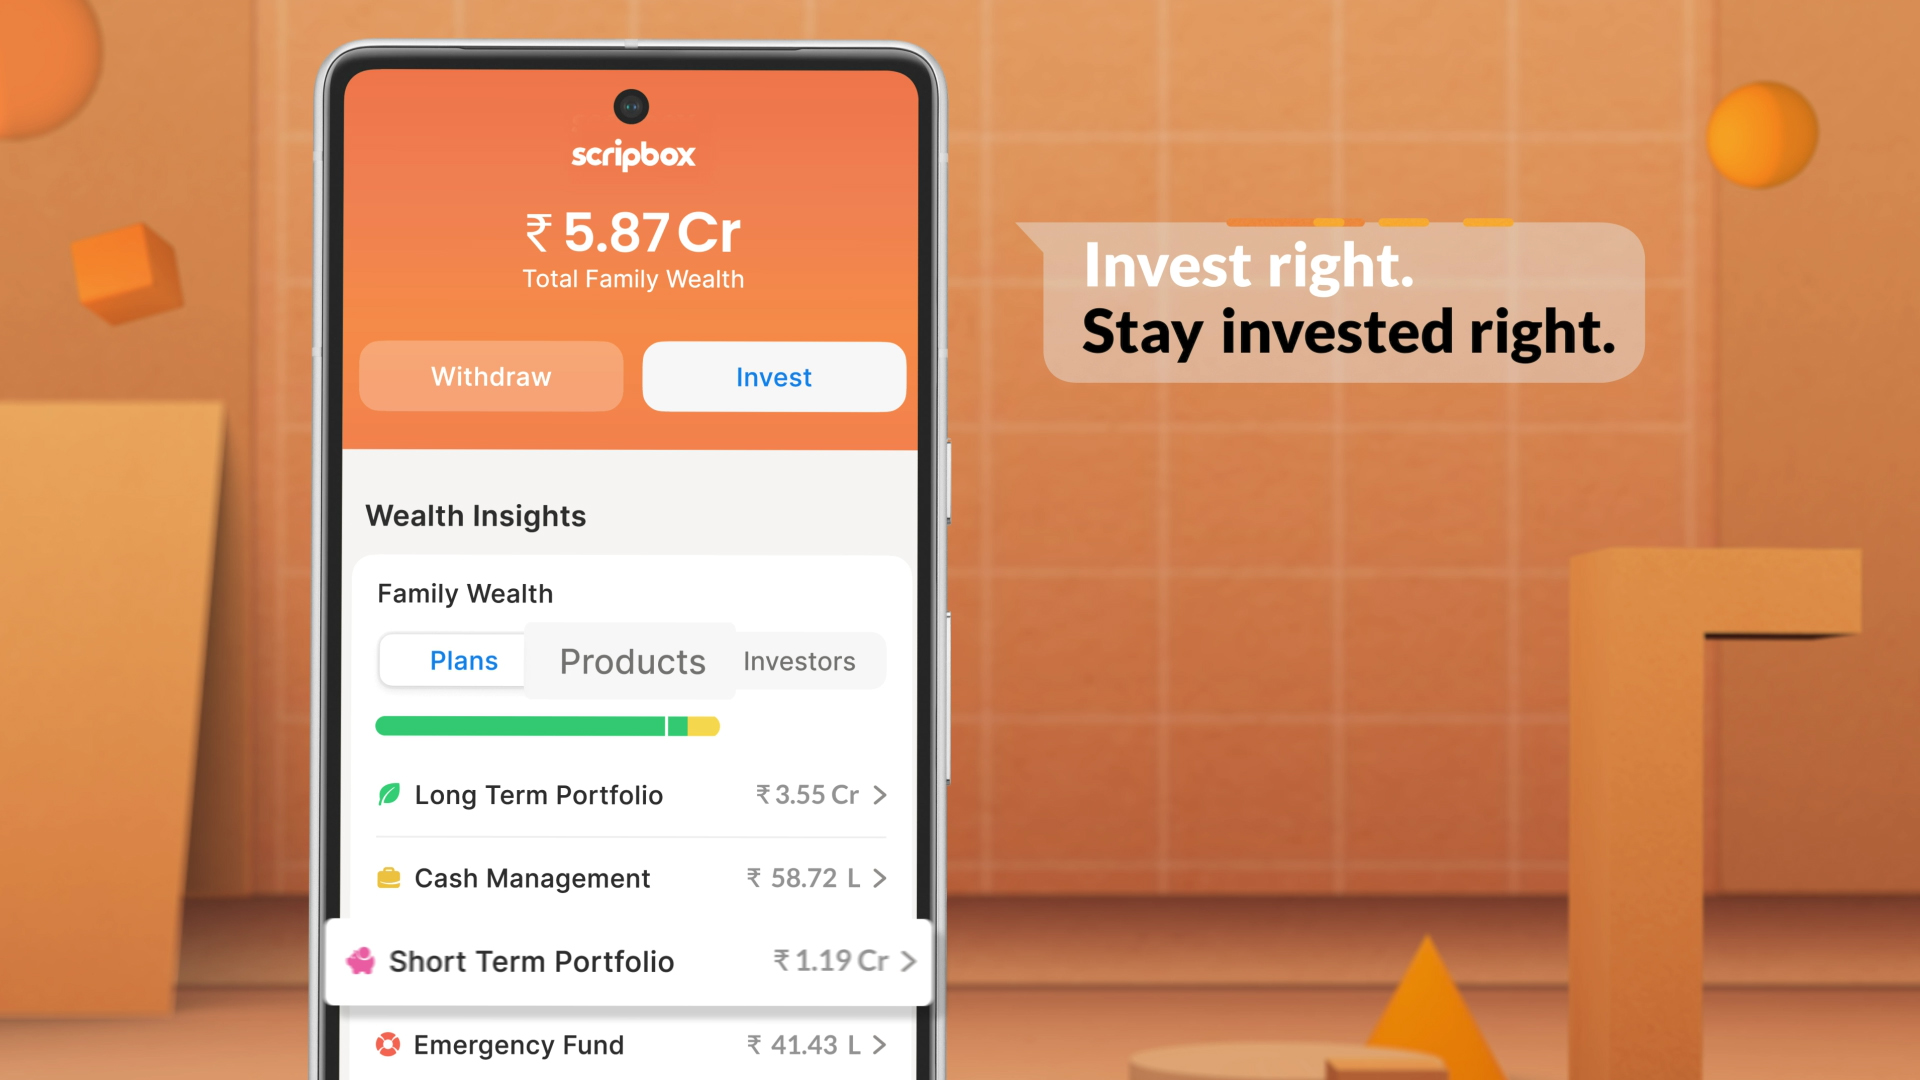 scripbox
₹ 5.87 Cr
Total Family Wealth
Withdraw
Invest
Invest right.
Stay invested right.
Wealth Insights
Family Wealth
Plans
Products
Investors
Long Term Portfolio ₹ 3.55 Cr
Cash Management ₹ 58.72 L
Short Term Portfolio ₹ 1.19 Cr
Emergency Fund ₹ 41.43 L